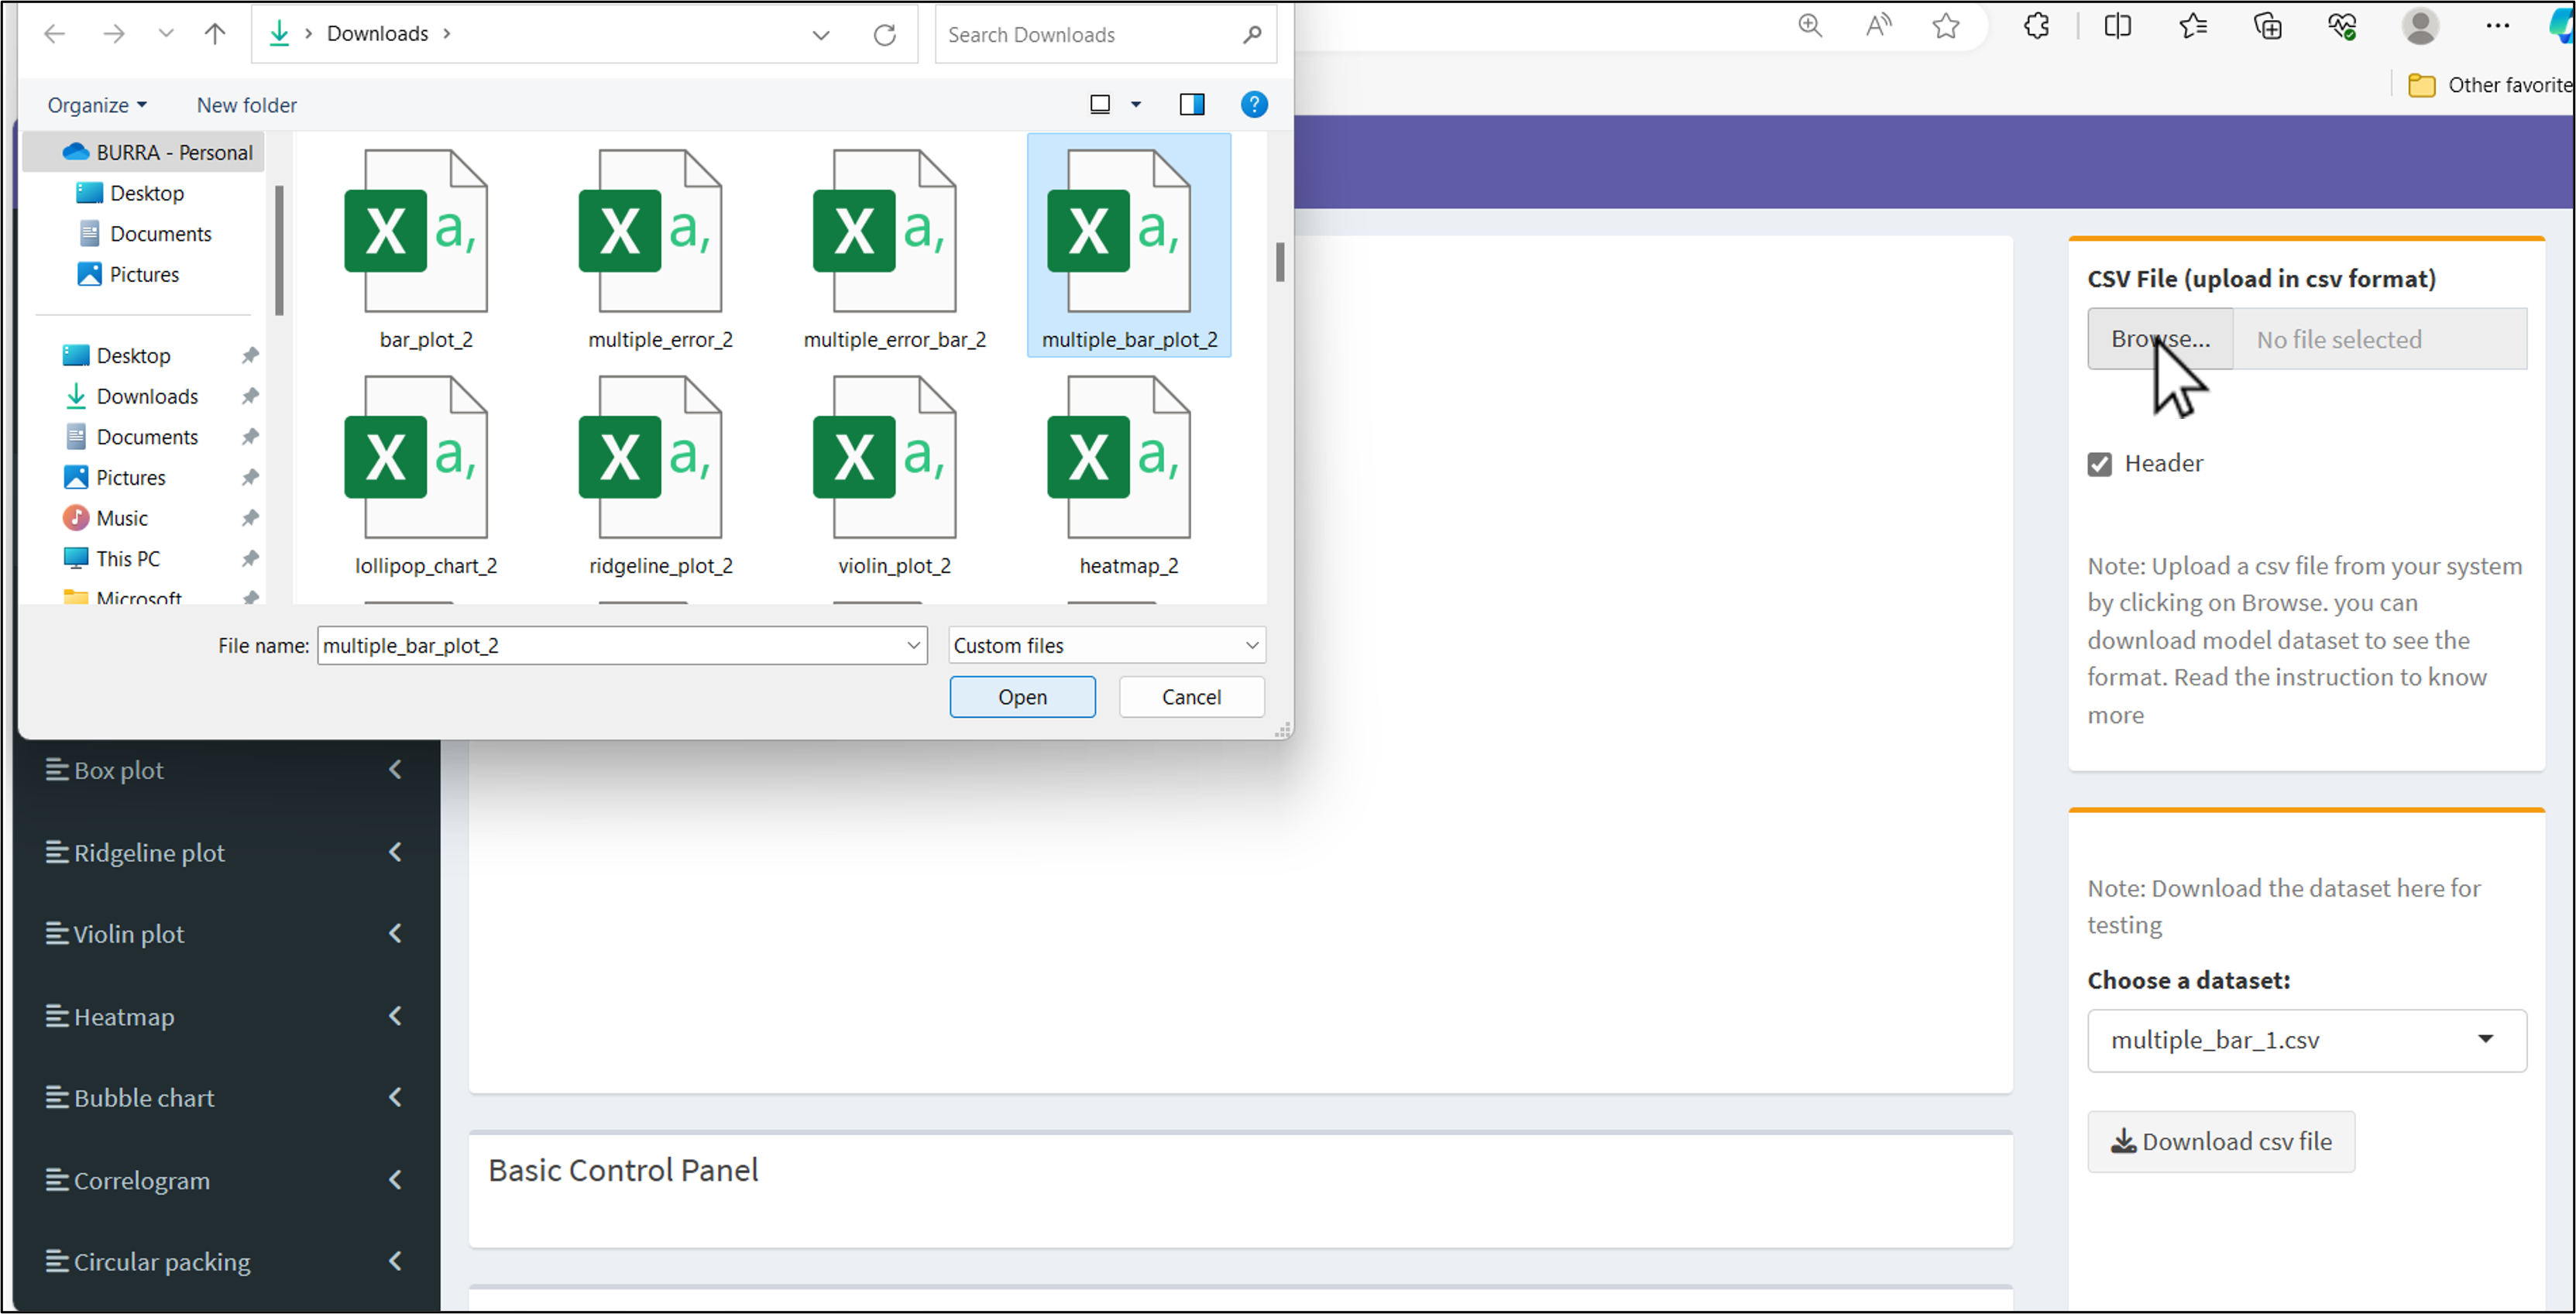 Downloads
Search Downloads
Other favorite
Organize
New folder
BURRA - Personal
Desktop
Documents
Pictures
Desktop
Downloads
Documents
Pictures
Music
This PC
Microsoft
X a,
X a,
X a,
X a,
bar_plot_2
multiple_error_2
multiple_error_bar_2
multiple_bar_plot_2
X a,
X a,
X a,
X a,
lollipop_chart_2
ridgeline_plot_2
violin_plot_2
heatmap_2
File name:
multiple_bar_plot_2
Custom files
Open
Cancel
CSV File (upload in csv format)
Browse...
No file selected
Header
Note: Upload a csv file from your system
by clicking on Browse. you can
download model dataset to see the
format. Read the instruction to know
more
Box plot
Ridgeline plot
Violin plot
Heatmap
Bubble chart
Correlogram
Circular packing
Basic Control Panel
Note: Download the dataset here for
testing
Choose a dataset:
multiple_bar_1.csv
Download csv file